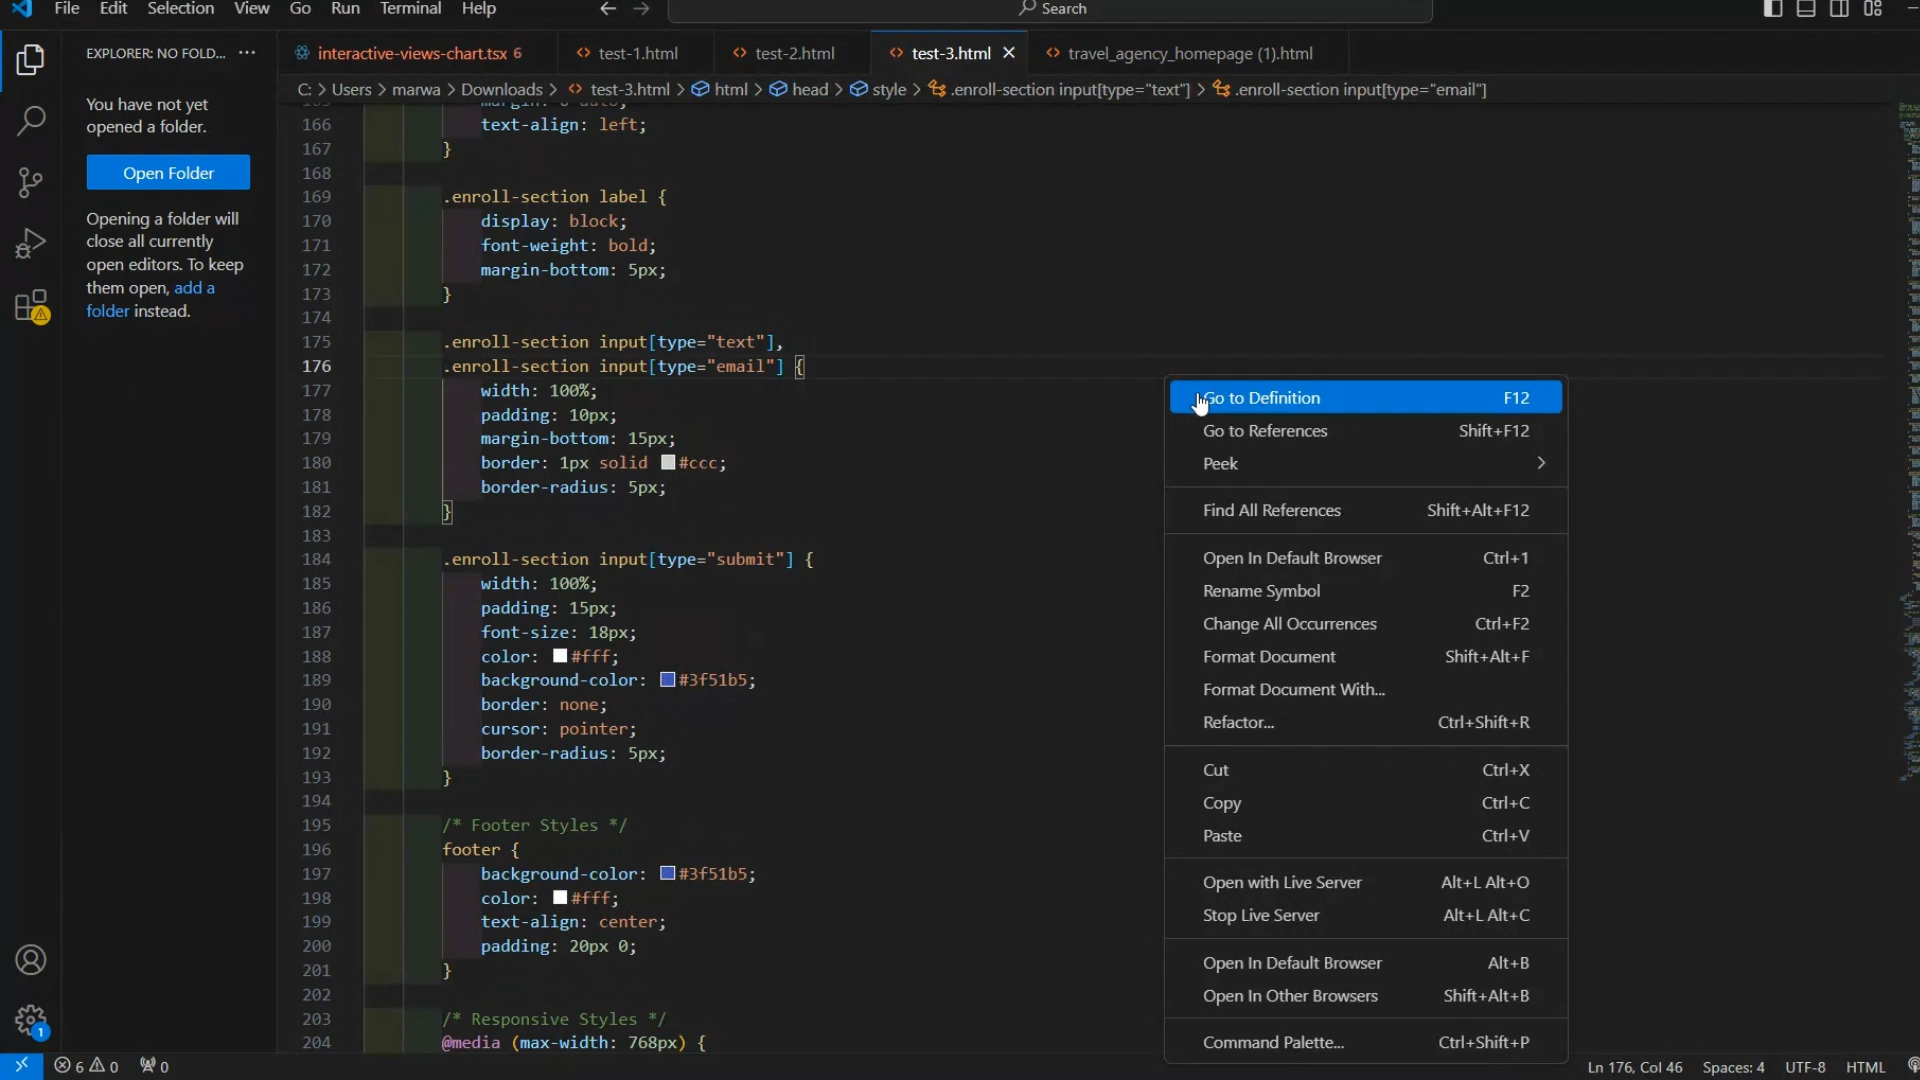 File Edit Selection View Go Run Terminal Help
Search
EXPLORER: NO FOLD... ···
interactive-views-chart.tsx 6
test-1.html
test-2.html
test-3.html
travel_agency_homepage (1).html
C: > Users > marwa > Downloads > test-3.html > html > head > style > .enroll-section input[type="text"] > .enroll-section input[type="email"]
You have not yet
opened a folder.
Open Folder
Opening a folder will
close all currently
open editors. To keep
them open, add a
folder instead.
166 text-align: left;
167 }
168
169 .enroll-section label {
170 display: block;
171 font-weight: bold;
172 margin-bottom: 5px;
173 }
174
175 .enroll-section input[type="text"],
176 .enroll-section input[type="email"] {
177 width: 100%;
178 padding: 10px;
179 margin-bottom: 15px;
180 border: 1px solid #ccc;
181 border-radius: 5px;
182 }
183
184 .enroll-section input[type="submit"] {
185 width: 100%;
186 padding: 15px;
187 font-size: 18px;
188 color: #fff;
189 background-color: #3f51b5;
190 border: none;
191 cursor: pointer;
192 border-radius: 5px;
193 }
194
195 /* Footer Styles */
196 footer {
197 background-color: #3f51b5;
198 color: #fff;
199 text-align: center;
200 padding: 20px 0;
201 }
202
203 /* Responsive Styles */
204 @media (max-width: 768px) {
Go to Definition F12
Go to References Shift+F12
Peek
Find All References Shift+Alt+F12
Open In Default Browser Ctrl+1
Rename Symbol F2
Change All Occurrences Ctrl+F2
Format Document Shift+Alt+F
Format Document With...
Refactor... Ctrl+Shift+R
Cut Ctrl+X
Copy Ctrl+C
Paste Ctrl+V
Open with Live Server Alt+L Alt+O
Stop Live Server Alt+L Alt+C
Open In Default Browser Alt+B
Open In Other Browsers Shift+Alt+B
Command Palette... Ctrl+Shift+P
1
6 0 0
Ln 176, Col 46 Spaces: 4 UTF-8 HTML